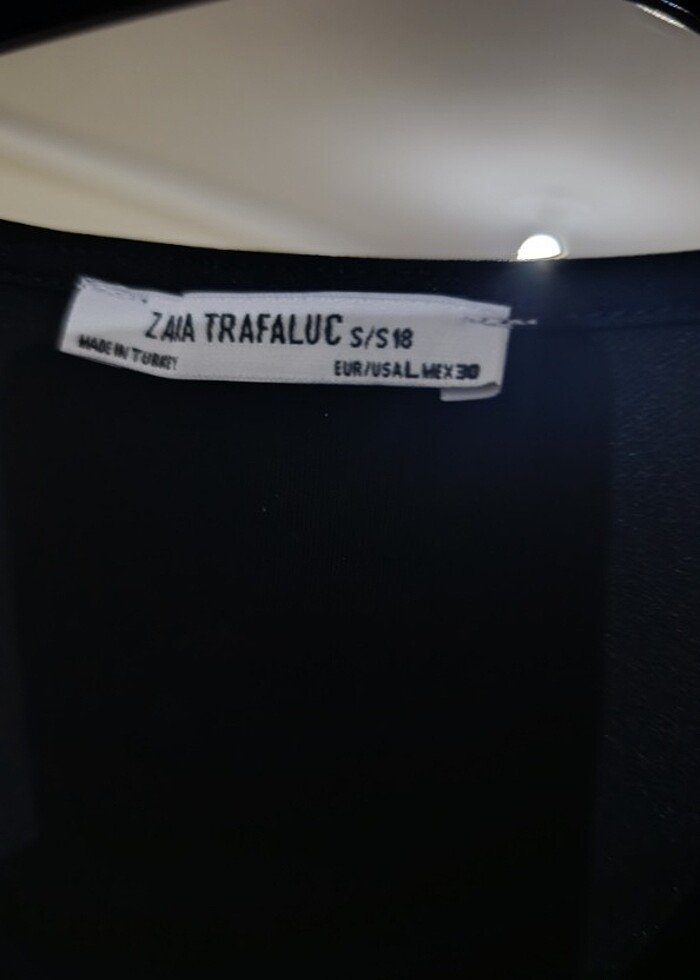 ZARA TRAFALUC S/S18
MADE IN TURKEY
EUR/USA L MEX 30